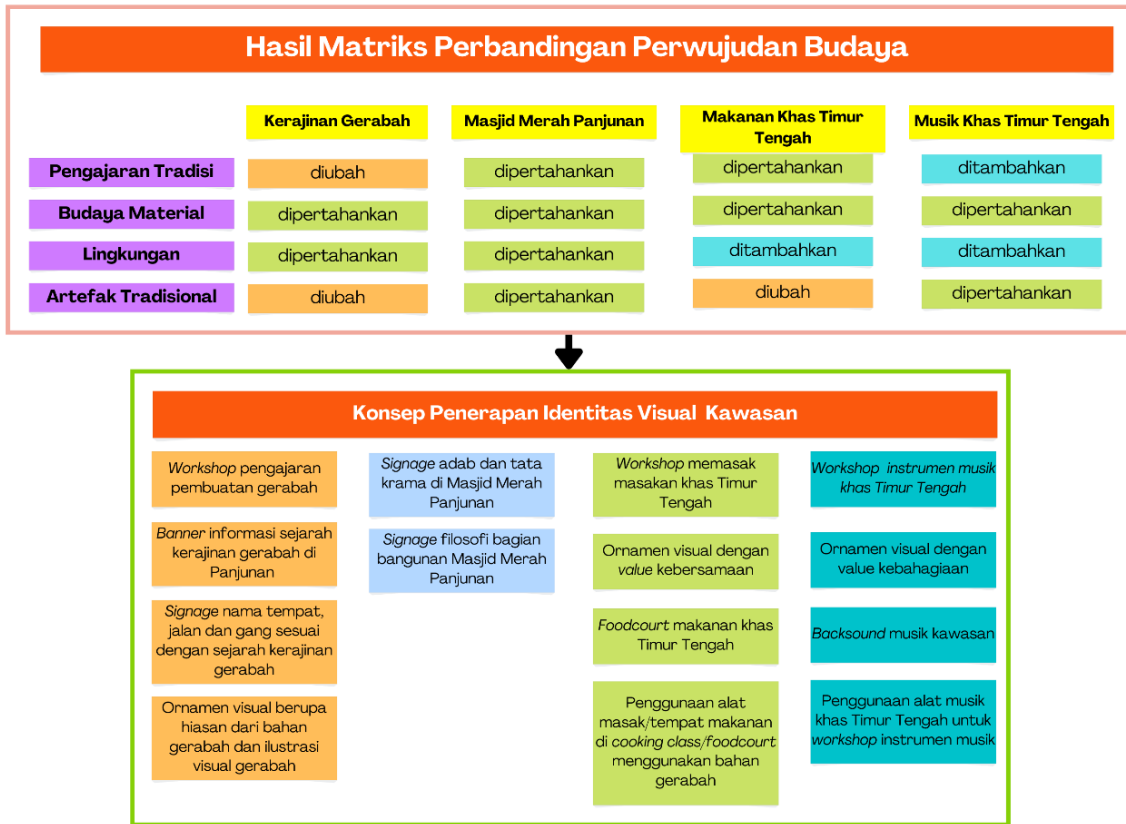 Hasil Matriks Perbandingan Perwujudan Budaya
Kerajinan Gerabah
Masjid Merah Panjunan
Makanan Khas Timur
Tengah
Musik Khas Timur Tengah
Pengajaran Tradisi
diubah
dipertahankan
dipertahankan
ditambahkan
Budaya Material
dipertahankan
dipertahankan
dipertahankan
dipertahankan
Lingkungan
dipertahankan
dipertahankan
ditambahkan
ditambahkan
Artefak Tradisional
diubah
dipertahankan
diubah
dipertahankan
Konsep Penerapan Identitas Visual Kawasan
Workshop pengajaran
pembuatan gerabah
Banner informasi sejarah
kerajinan gerabah di
Panjunan
Signage nama tempat,
jalan dan gang sesuai
dengan sejarah kerajinan
gerabah
Ornamen visual berupa
hiasan dari bahan
gerabah dan ilustrasi
visual gerabah
Signage adab dan tata
krama di Masjid Merah
Panjunan
Signage filosofi bagian
bangunan Masjid Merah
Panjunan
Workshop memasak
masakan khas Timur
Tengah
Ornamen visual dengan
value kebersamaan
Foodcourt makanan khas
Timur Tengah
Penggunaan alat
masak/tempat makanan
di cooking class/foodcourt
menggunakan bahan
gerabah
Workshop instrumen musik
khas Timur Tengah
Ornamen visual dengan
value kebahagiaan
Backsound musik kawasan
Penggunaan alat musik
khas Timur Tengah untuk
workshop instrumen musik